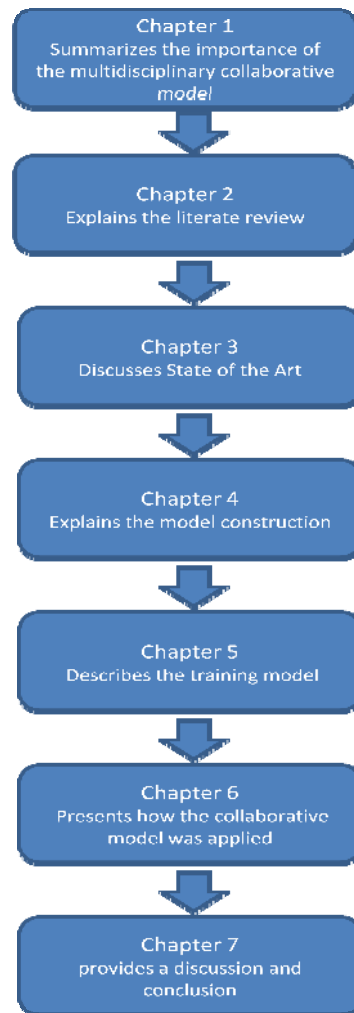 Chapter 1
Summarizes the importance of
the multidisciplinary collaborative
model
Chapter 2
Explains the literate review
Chapter 3
Discusses State of the Art
Chapter 4
Explains the model construction
Chapter 5
Describes the training model
Chapter 6
Presents how the collaborative
model was applied
Chapter 7
provides a discussion and
conclusion